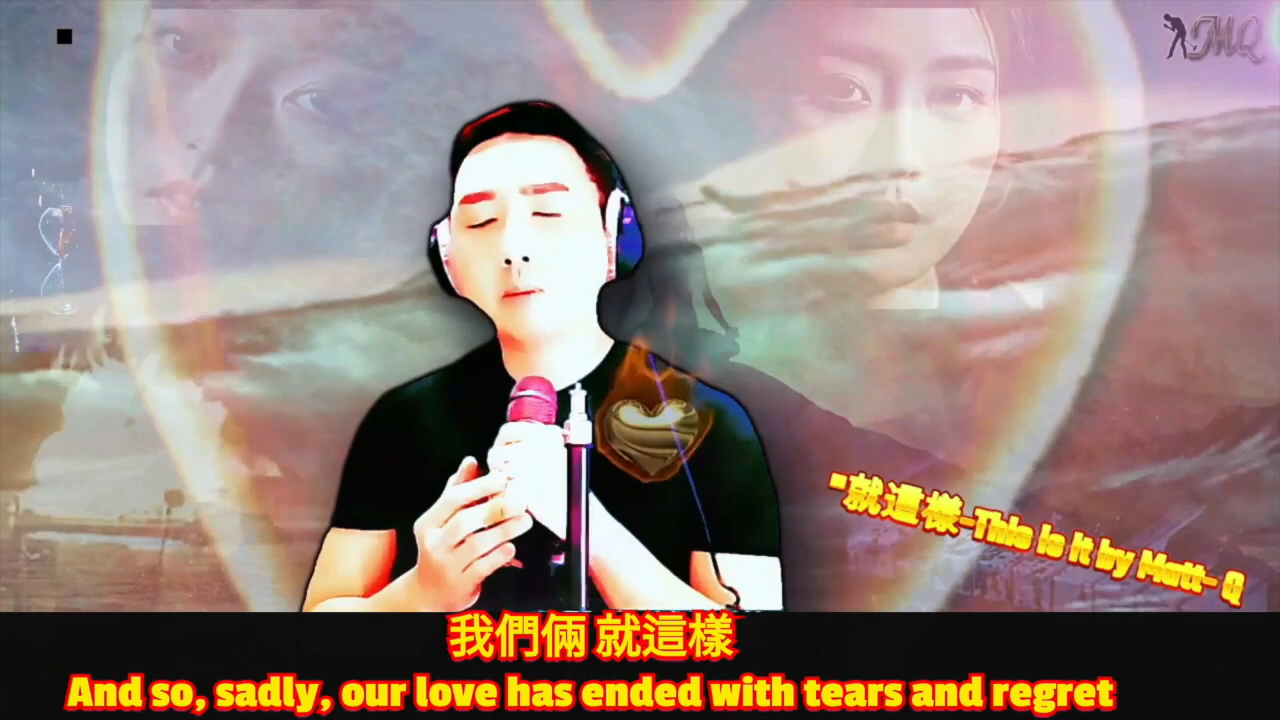 MQ
"就這樣-This is it by Matt- Q
我們倆 就這樣
And so, sadly, our love has ended with tears and regret